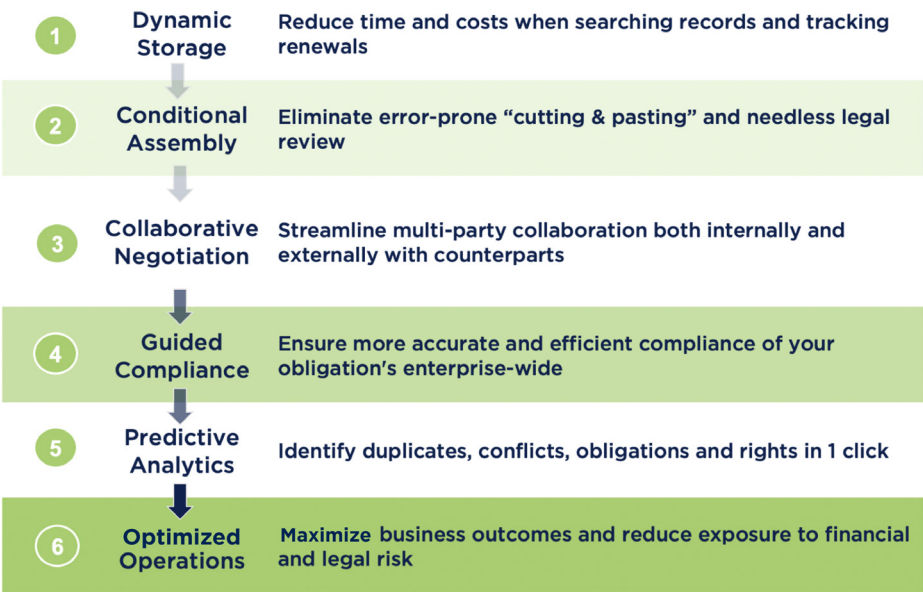 1
Dynamic
Storage
Reduce time and costs when searching records and tracking
renewals
2
Conditional
Assembly
Eliminate error-prone “cutting & pasting” and needless legal
review
3
Collaborative
Negotiation
Streamline multi-party collaboration both internally and
externally with counterparts
4
Guided
Compliance
Ensure more accurate and efficient compliance of your
obligation's enterprise-wide
5
Predictive
Analytics
Identify duplicates, conflicts, obligations and rights in 1 click
6
Optimized
Operations
Maximize business outcomes and reduce exposure to financial
and legal risk